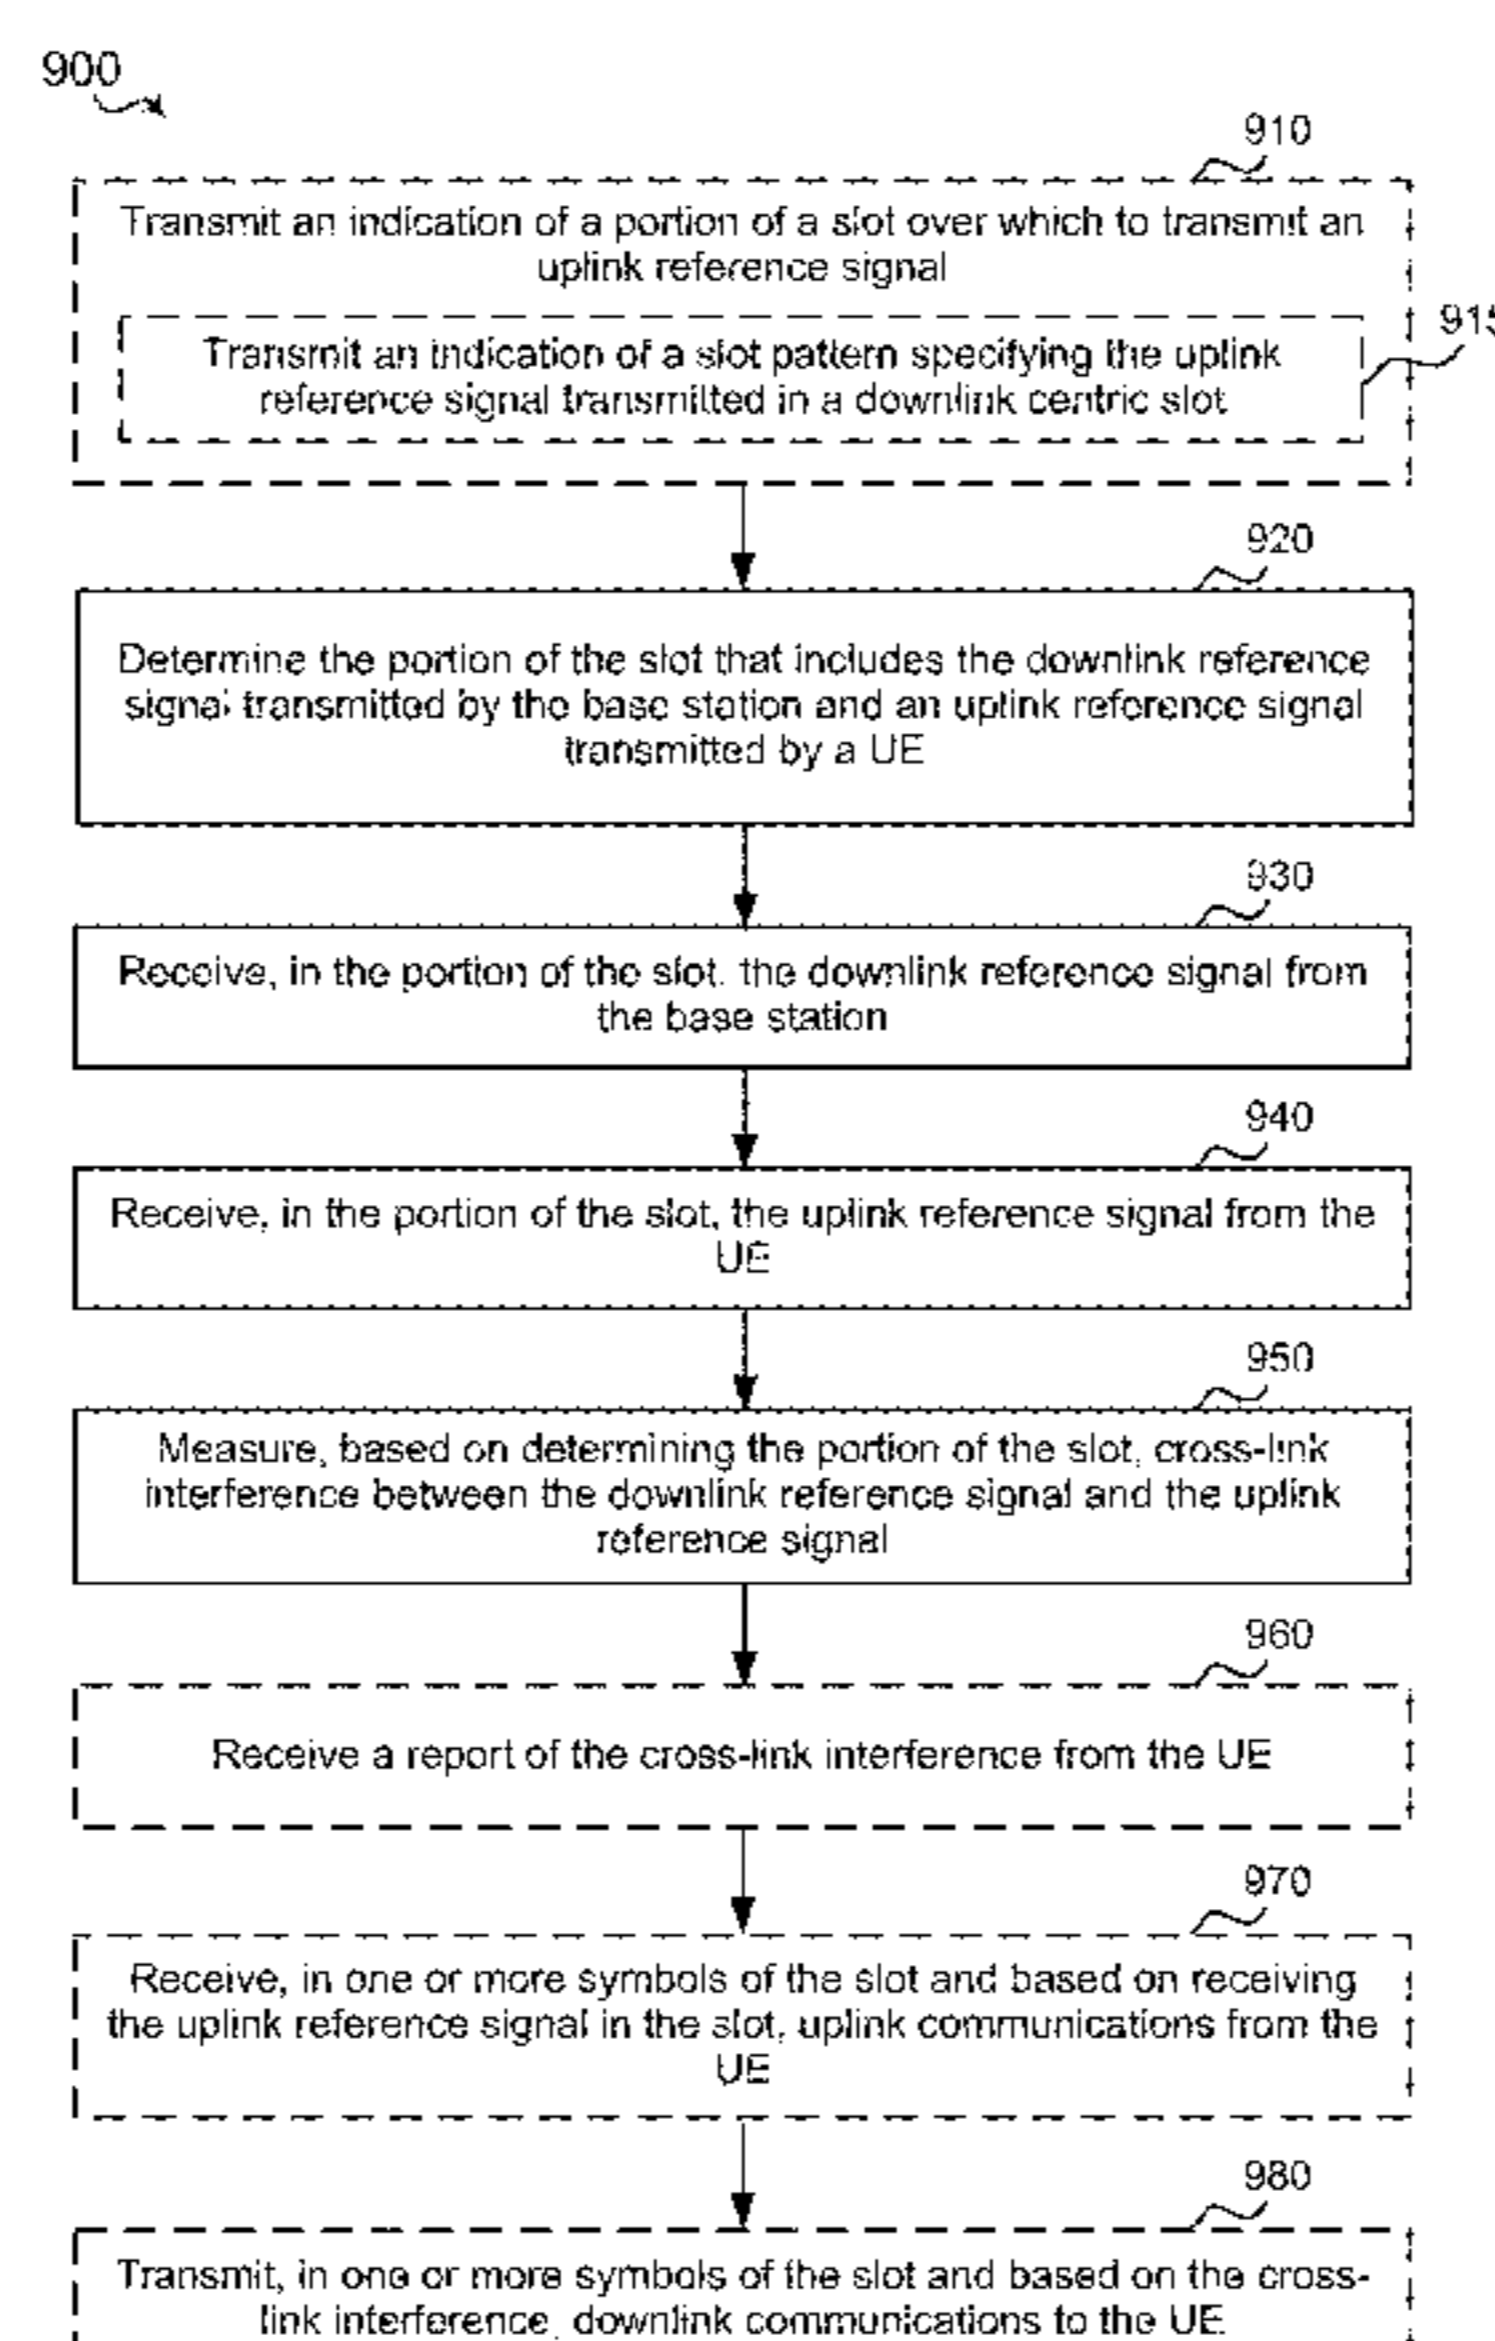 900
910
Transmit an indication of a portion of a slot over which to transmit an
uplink reference signal
915
Transmit an indication of a slot pattern specifying the uplink
reference signal transmitted in a downlink centric slot
920
Determine the portion of the slot that includes the downlink reference
signal transmitted by the base station and an uplink reference signal
transmitted by a UE
930
Receive, in the portion of the slot, the downlink reference signal from
the base station
940
Receive, in the portion of the slot, the uplink reference signal from the
UE
950
Measure, based on determining the portion of the slot, cross-link
interference between the downlink reference signal and the uplink
reference signal
960
Receive a report of the cross-link interference from the UE
970
Receive, in one or more symbols of the slot and based on receiving
the uplink reference signal in the slot, uplink communications from the
UE
980
Transmit, in one or more symbols of the slot and based on the cross-
link interference, downlink communications to the UE